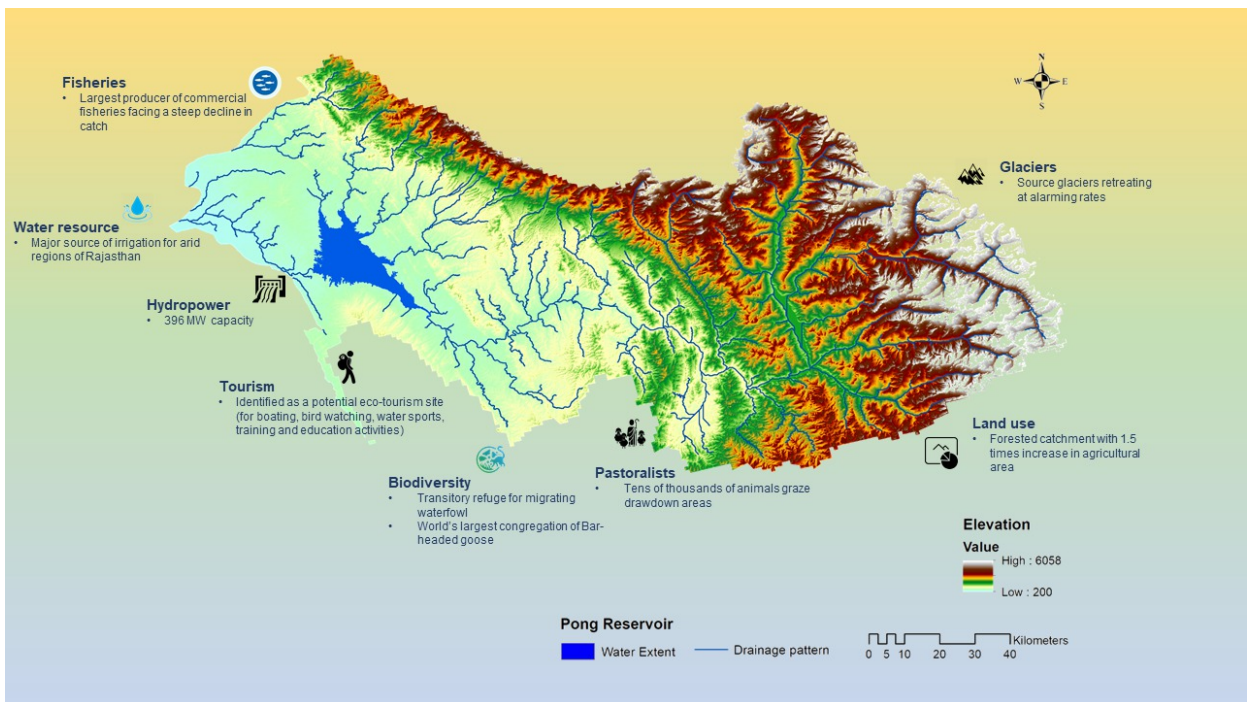 Fisheries
• Largest producer of commercial
fisheries facing a steep decline in
catch
N
W E
S
Glaciers
• Source glaciers retreating
at alarming rates
Water resource
• Major source of irrigation for arid
regions of Rajasthan
Hydropower
• 396 MW capacity
Tourism
• Identified as a potential eco-tourism site
(for boating, bird watching, water sports,
training and education activities)
Land use
• Forested catchment with 1.5
times increase in agricultural
area
Biodiversity
• Transitory refuge for migrating
waterfowl
• World's largest congregation of Bar-
headed goose
Pastoralists
• Tens of thousands of animals graze
drawdown areas
Elevation
Value
High : 6058
Low : 200
Pong Reservoir
Water Extent
Drainage pattern
Kilometers
0 5 10 20 30 40